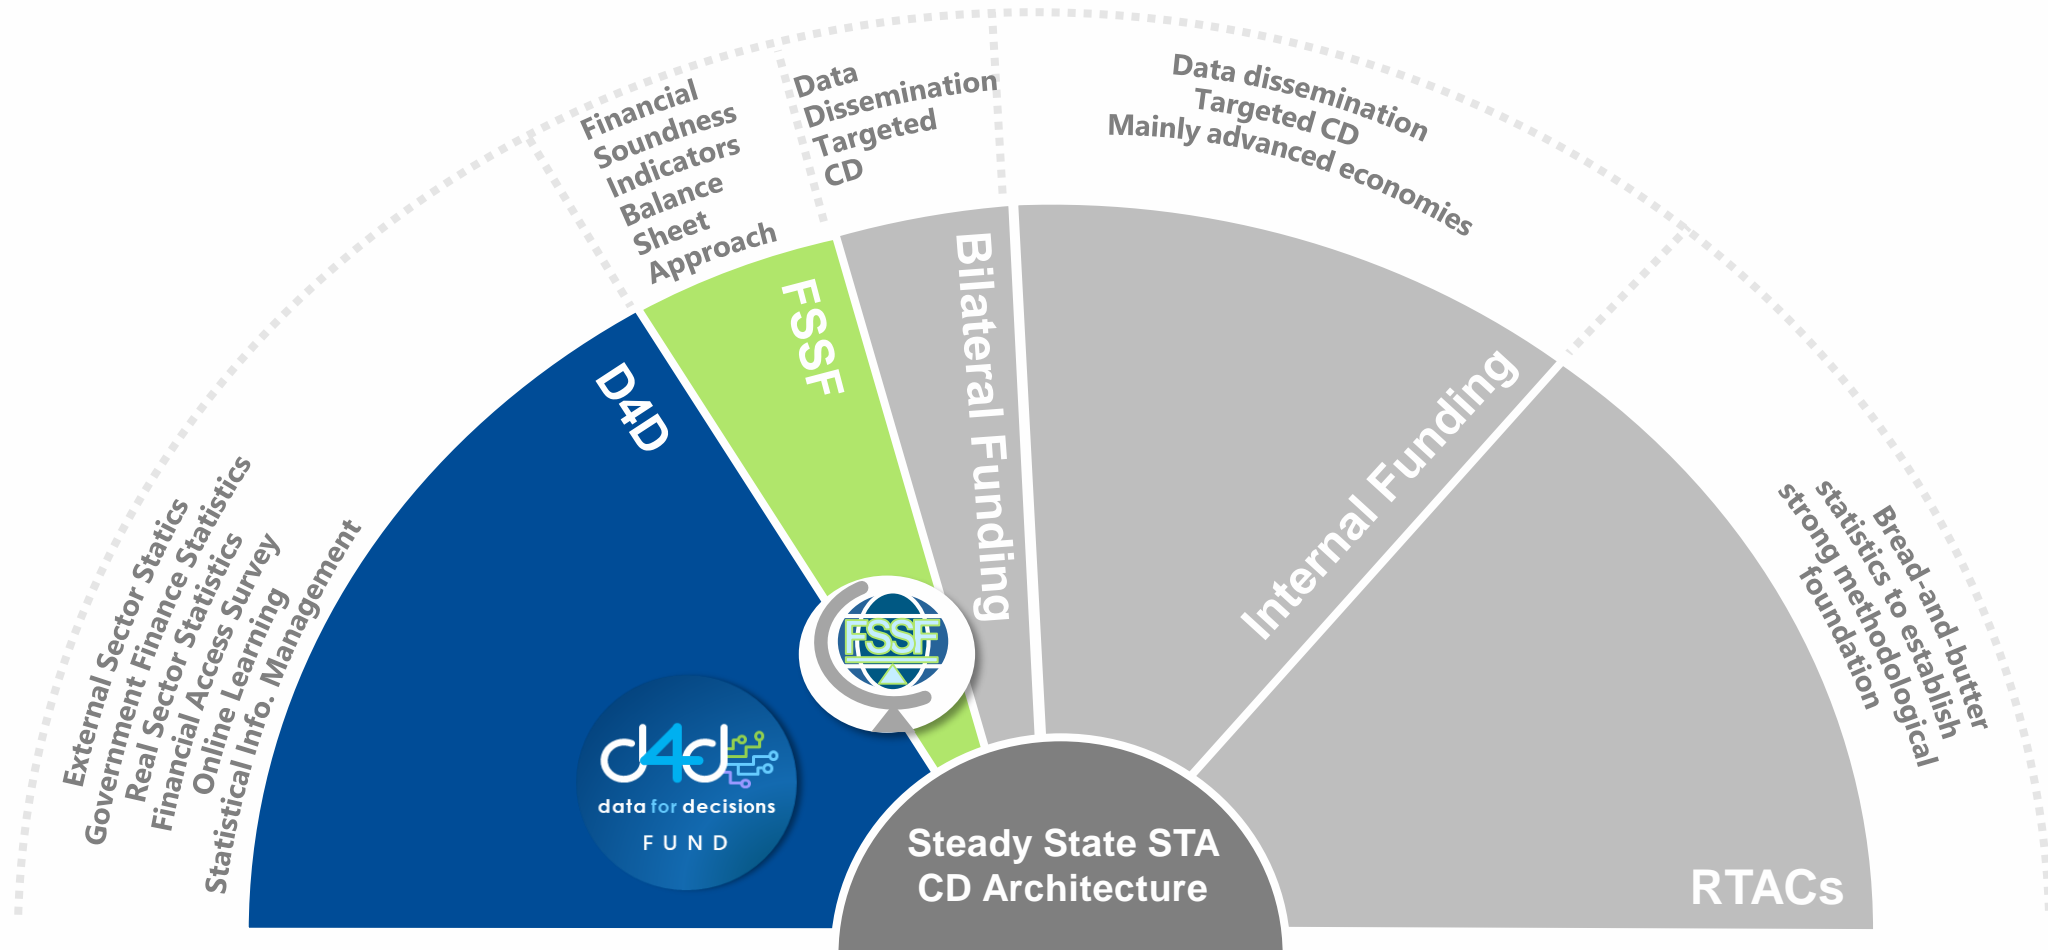 External Sector Statics
Government Finance Statistics
Real Sector Statistics
Financial Access Survey
Online Learning
Statistical Info. Management
Financial
Soundness
Indicators
Balance
Sheet
Approach
Data
Dissemination
Targeted
CD
Data dissemination
Targeted CD
Mainly advanced economies
Bread-and-butter
statistics to establish
strong methodological
foundation
D4D
FSSF
Bilateral Funding
Internal Funding
RTACs
FSSF
d4d
data for decisions
FUND
Steady State STA
CD Architecture